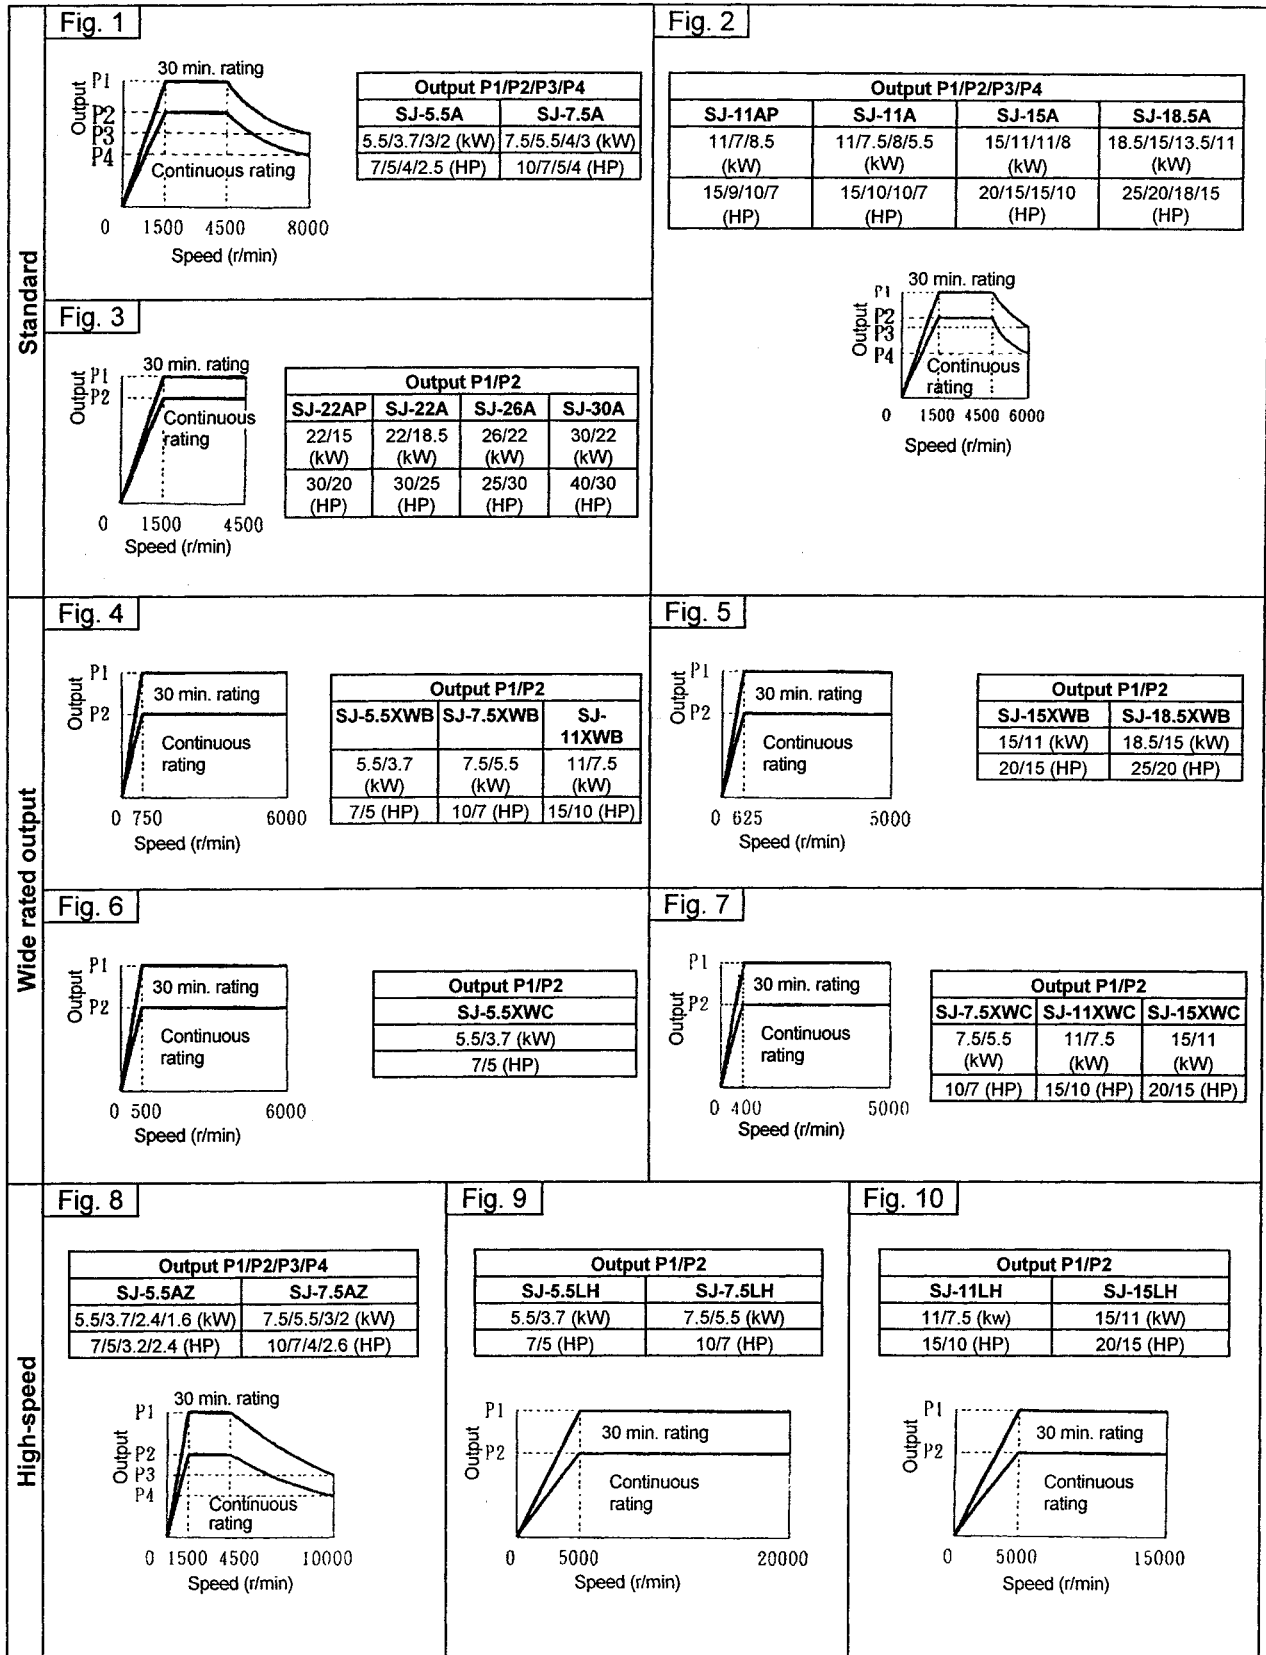 Standard
Fig. 1
P1
P2
P3
P4
Output
30 min. rating
Continuous rating
0 1500 4500 8000
Speed (r/min)
Output P1/P2/P3/P4
SJ-5.5A SJ-7.5A
5.5/3.7/3/2 (kW) 7.5/5.5/4/3 (kW)
7/5/4/2.5 (HP) 10/7/5/4 (HP)
Fig. 2
Output P1/P2/P3/P4
SJ-11AP SJ-11A SJ-15A SJ-18.5A
11/7/8.5 11/7.5/8/5.5 15/11/11/8 18.5/15/13.5/11
(kW) (kW) (kW) (kW)
15/9/10/7 15/10/10/7 20/15/15/10 25/20/18/15
(HP) (HP) (HP) (HP)
30 min. rating
P1
P2
P3
P4
Output
Continuous
rating
0 1500 4500 6000
Speed (r/min)
Fig. 3
30 min. rating
P1
P2
Output
Continuous
rating
0 1500 4500
Speed (r/min)
Output P1/P2
SJ-22AP SJ-22A SJ-26A SJ-30A
22/15 22/18.5 26/22 30/22
(kW) (kW) (kW) (kW)
30/20 30/25 25/30 40/30
(HP) (HP) (HP) (HP)
Wide rated output
Fig. 4
P1
P2
Output
30 min. rating
Continuous
rating
0 750 6000
Speed (r/min)
Output P1/P2
SJ-5.5XWB SJ-7.5XWB SJ-
11XWB
5.5/3.7 7.5/5.5 11/7.5
(kW) (kW) (kW)
7/5 (HP) 10/7 (HP) 15/10 (HP)
Fig. 5
P1
P2
Output
30 min. rating
Continuous
rating
0 625 5000
Speed (r/min)
Output P1/P2
SJ-15XWB SJ-18.5XWB
15/11 (kW) 18.5/15 (kW)
20/15 (HP) 25/20 (HP)
Fig. 6
P1
P2
Output
30 min. rating
Continuous
rating
0 500 6000
Speed (r/min)
Output P1/P2
SJ-5.5XWC
5.5/3.7 (kW)
7/5 (HP)
Fig. 7
P1
P2
Output
30 min. rating
Continuous
rating
0 400 5000
Speed (r/min)
Output P1/P2
SJ-7.5XWC SJ-11XWC SJ-15XWC
7.5/5.5 11/7.5 15/11
(kW) (kW) (kW)
10/7 (HP) 15/10 (HP) 20/15 (HP)
High-speed
Fig. 8
Output P1/P2/P3/P4
SJ-5.5AZ SJ-7.5AZ
5.5/3.7/2.4/1.6 (kW) 7.5/5.5/3/2 (kW)
7/5/3.2/2.4 (HP) 10/7/4/2.6 (HP)
30 min. rating
P1
P2
P3
P4
Output
Continuous
rating
0 1500 4500 10000
Speed (r/min)
Fig. 9
Output P1/P2
SJ-5.5LH SJ-7.5LH
5.5/3.7 (kW) 7.5/5.5 (kW)
7/5 (HP) 10/7 (HP)
P1
P2
Output
30 min. rating
Continuous
rating
0 5000 20000
Speed (r/min)
Fig. 10
Output P1/P2
SJ-11LH SJ-15LH
11/7.5 (kw) 15/11 (kW)
15/10 (HP) 20/15 (HP)
P1
P2
Output
30 min. rating
Continuous
rating
0 5000 15000
Speed (r/min)